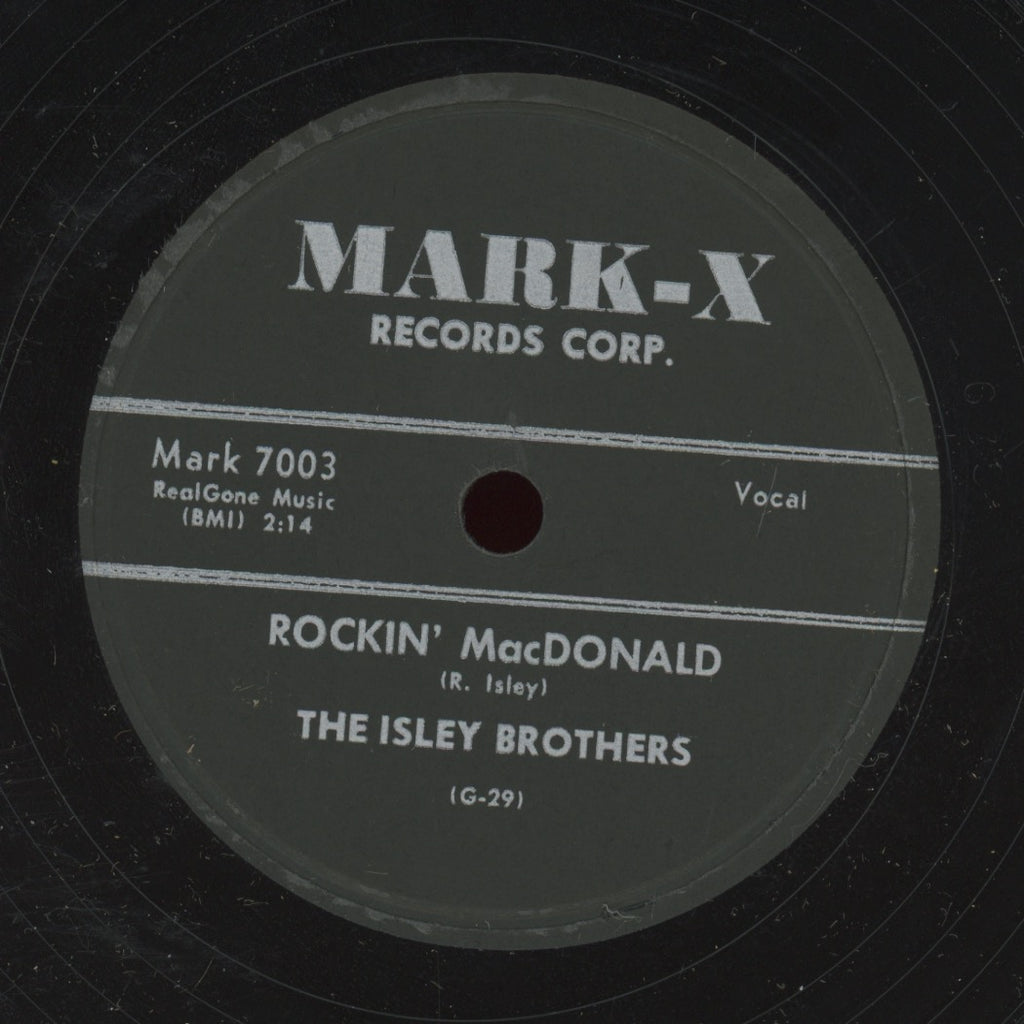 MARK-X
RECORDS CORP.
Mark 7003
RealGone Music
(BMI) 2:14
Vocal
ROCKIN' MacDONALD
(R. Isley)
THE ISLEY BROTHERS
(G-29)